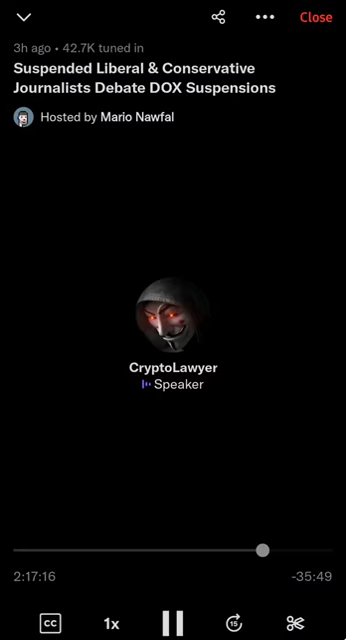 Close
3h ago • 42.7K tuned in
Suspended Liberal & Conservative
Journalists Debate DOX Suspensions
Hosted by Mario Nawfal
CryptoLawyer
Speaker
2:17:16
-35:49
CC
1x
15